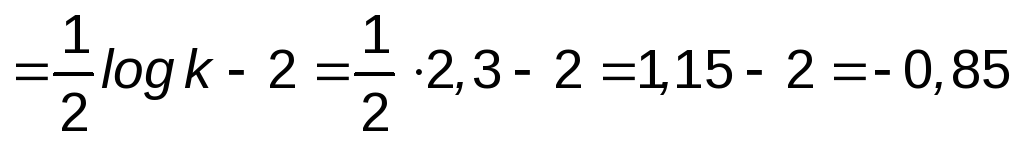 = 1/2 log k - 2 = 1/2 · 2,3 - 2 = 1,15 - 2 = - 0,85